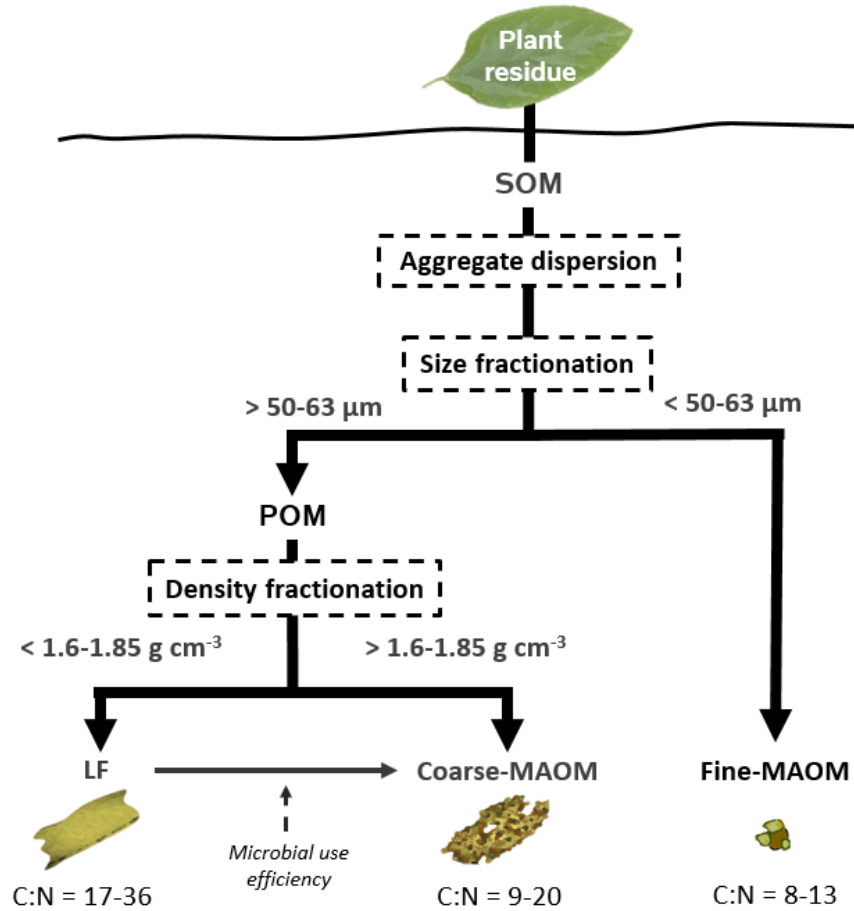 Plant
residue
SOM
Aggregate dispersion
Size fractionation
> 50-63 µm
< 50-63 µm
POM
Density fractionation
< 1.6-1.85 g cm⁻³
> 1.6-1.85 g cm⁻³
LF
Coarse-MAOM
Fine-MAOM
Microbial use
efficiency
C:N = 17-36
C:N = 9-20
C:N = 8-13